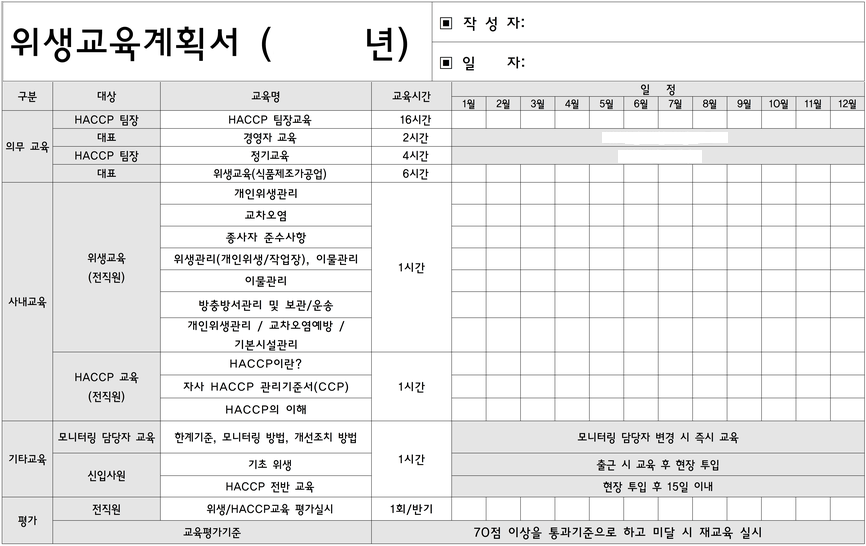 위생교육계획서 ( 년)
▣ 작 성 자:
▣ 일 자:
구분 대상 교육명 교육시간 일 정
1월 2월 3월 4월 5월 6월 7월 8월 9월 10월 11월 12월
의무 교육
HACCP 팀장 HACCP 팀장교육 16시간
대표 경영자 교육 2시간
HACCP 팀장 정기교육 4시간
대표 위생교육(식품제조가공업) 6시간
사내교육
위생교육
(전직원)
개인위생관리
교차오염
종사자 준수사항
위생관리(개인위생/작업장), 이물관리
이물관리
방충방서관리 및 보관/운송
개인위생관리 / 교차오염예방 /
기본시설관리
1시간
HACCP 교육
(전직원)
HACCP이란?
자사 HACCP 관리기준서(CCP)
HACCP의 이해
1시간
기타교육
모니터링 담당자 교육 한계기준, 모니터링 방법, 개선조치 방법 모니터링 담당자 변경 시 즉시 교육
신입사원
기초 위생 출근 시 교육 후 현장 투입
HACCP 전반 교육 현장 투입 후 15일 이내
1시간
평가
전직원 위생/HACCP교육 평가실시 1회/반기
교육평가기준 70점 이상을 통과기준으로 하고 미달 시 재교육 실시